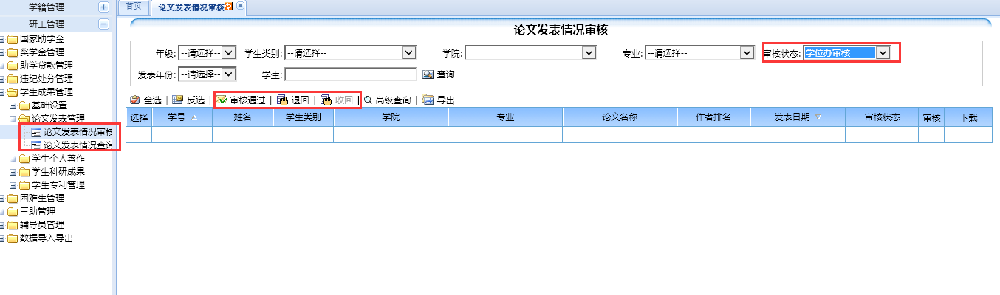 学籍管理
研工管理
国家助学金
奖学金管理
助学贷款管理
违纪处分管理
学生成果管理
基础设置
论文发表管理
论文发表情况审核
论文发表情况查询
学生个人著作
学生科研成果
学生专利管理
困难生管理
三助管理
辅导员管理
数据导入导出
首页 论文发表情况审核
论文发表情况审核
年级: --请选择-- 学生类别: --请选择-- 学院: 专业: --请选择-- 审核状态: 学位办审核
发表年份: --请选择-- 学生: 查询
全选 | 反选 | 审核通过 | 退回 | 收回 | 高级查询 | 导出
选择 学号 姓名 学生类别 学院 专业 论文名称 作者排名 发表日期 审核状态 审核 下载